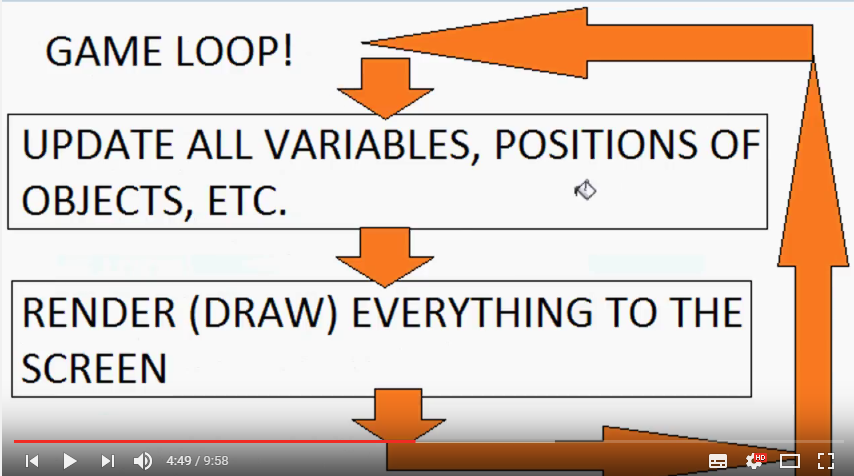 GAME LOOP!
UPDATE ALL VARIABLES, POSITIONS OF
OBJECTS, ETC.
RENDER (DRAW) EVERYTHING TO THE
SCREEN
4:49 / 9:58
HD